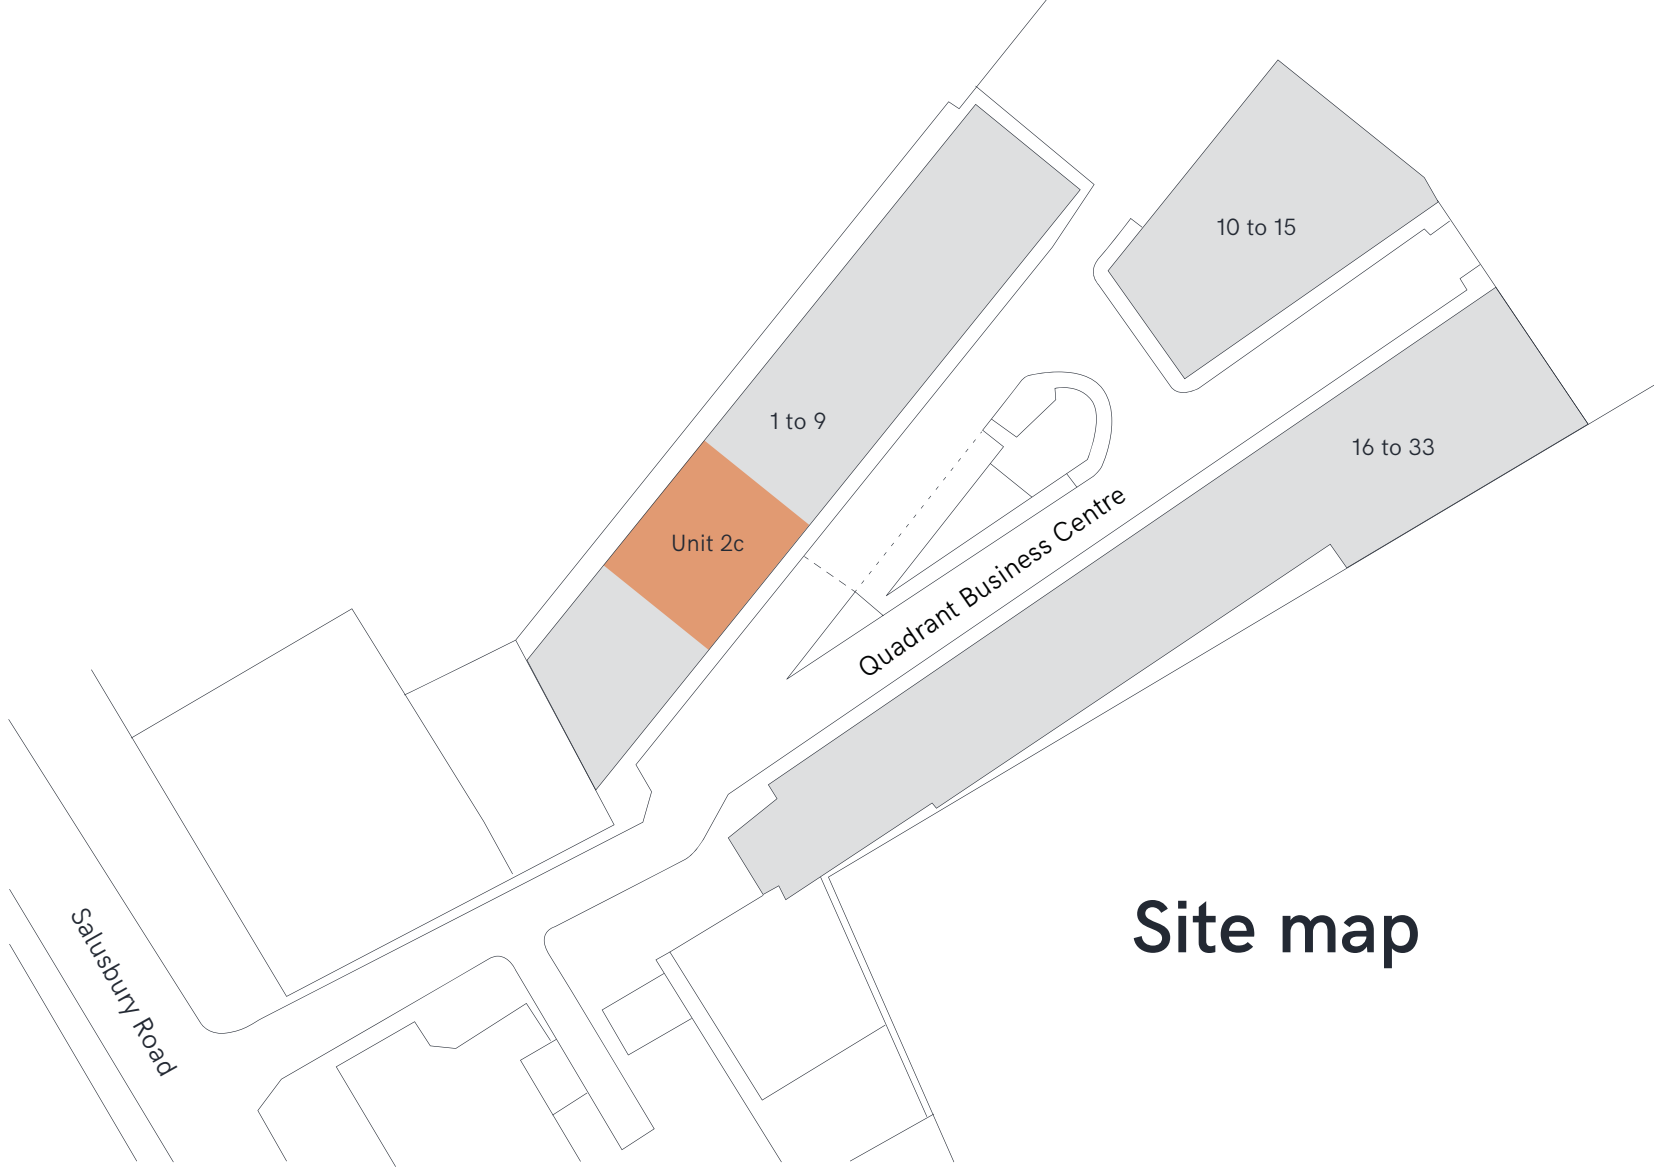 10 to 15
1 to 9
16 to 33
Unit 2c
Quadrant Business Centre
Salusbury Road
Site map